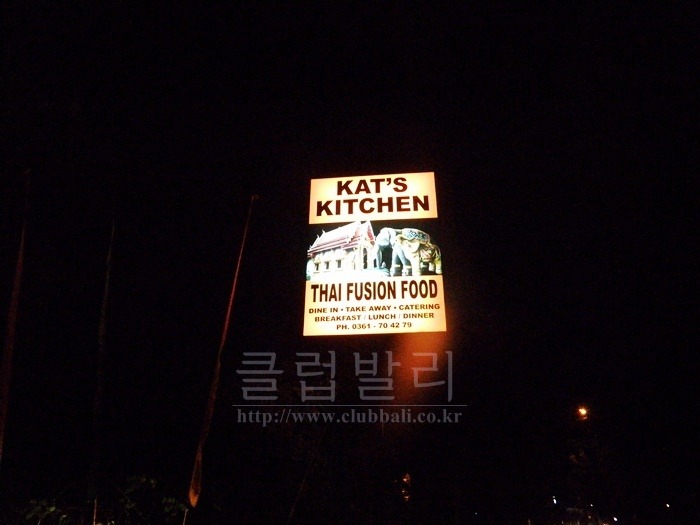 KAT'S
KITCHEN
THAI FUSION FOOD
DINE IN • TAKE AWAY • CATERING
BREAKFAST / LUNCH / DINNER
PH. 0361 - 70 42 79
클럽발리
http://www.clubbali.co.kr